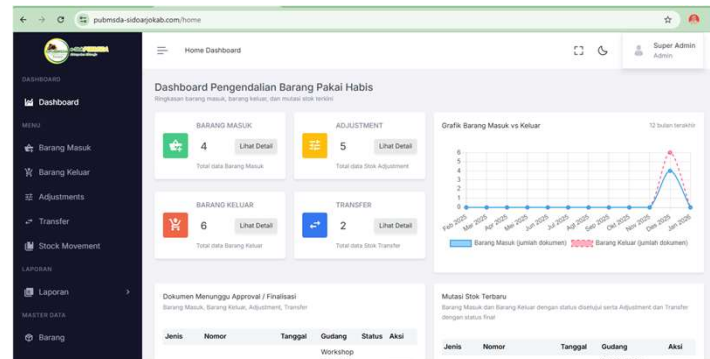 pubmsda-sidoarjokab.com/home
Home Dashboard
Super Admin
Admin
DASHBOARD
Dashboard
MENU
Barang Masuk
Barang Keluar
Adjustments
Transfer
Stock Movement
LAPORAN
Laporan
MASTER DATA
Barang
Dashboard Pengendalian Barang Pakai Habis
Ringkasan barang masuk, barang keluar, dan mutasi stok terkini
BARANG MASUK
4
Lihat Detail
Total data Barang Masuk
ADJUSTMENT
5
Lihat Detail
Total data Stok Adjustment
BARANG KELUAR
6
Lihat Detail
Total data Barang Keluar
TRANSFER
2
Lihat Detail
Total data Stok Transfer
Grafik Barang Masuk vs Keluar
12 bulan terakhir
6
5
4
3
2
1
0
Feb 2025 Mar 2025 Apr 2025 Mei 2025 Jun 2025 Jul 2025 Agt 2025 Sep 2025 Okt 2025 Nov 2025 Des 2025 Jan 2026
Barang Masuk (jumlah dokumen) Barang Keluar (jumlah dokumen)
Dokumen Menunggu Approval / Finalisasi
Barang Masuk, Barang Keluar, Adjustment, Transfer
Jenis Nomor Tanggal Gudang Status Aksi
Workshop
Mutasi Stok Terbaru
Barang Masuk dan Barang Keluar dengan status disetujui serta Adjustment dan Transfer
dengan status final
Jenis Nomor Tanggal Gudang Aksi